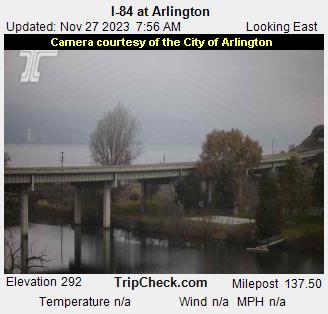 I-84 at Arlington
Updated: Nov 27 2023 7:56 AM Looking East
Camera courtesy of the City of Arlington
Elevation 292 TripCheck.com Milepost 137.50
Temperature n/a Wind n/a MPH n/a